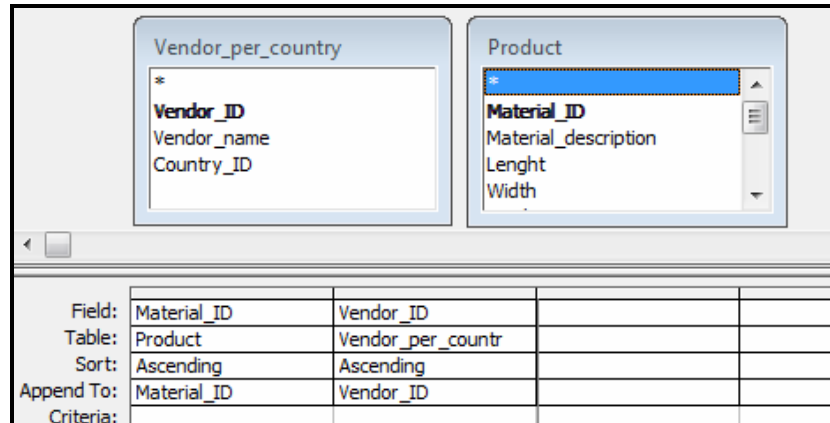 Vendor_per_country
*
Vendor_ID
Vendor_name
Country_ID
Product
*
Material_ID
Material_description
Lenght
Width
Field: Material_ID Vendor_ID
Table: Product Vendor_per_countr
Sort: Ascending Ascending
Append To: Material_ID Vendor_ID
Criteria: